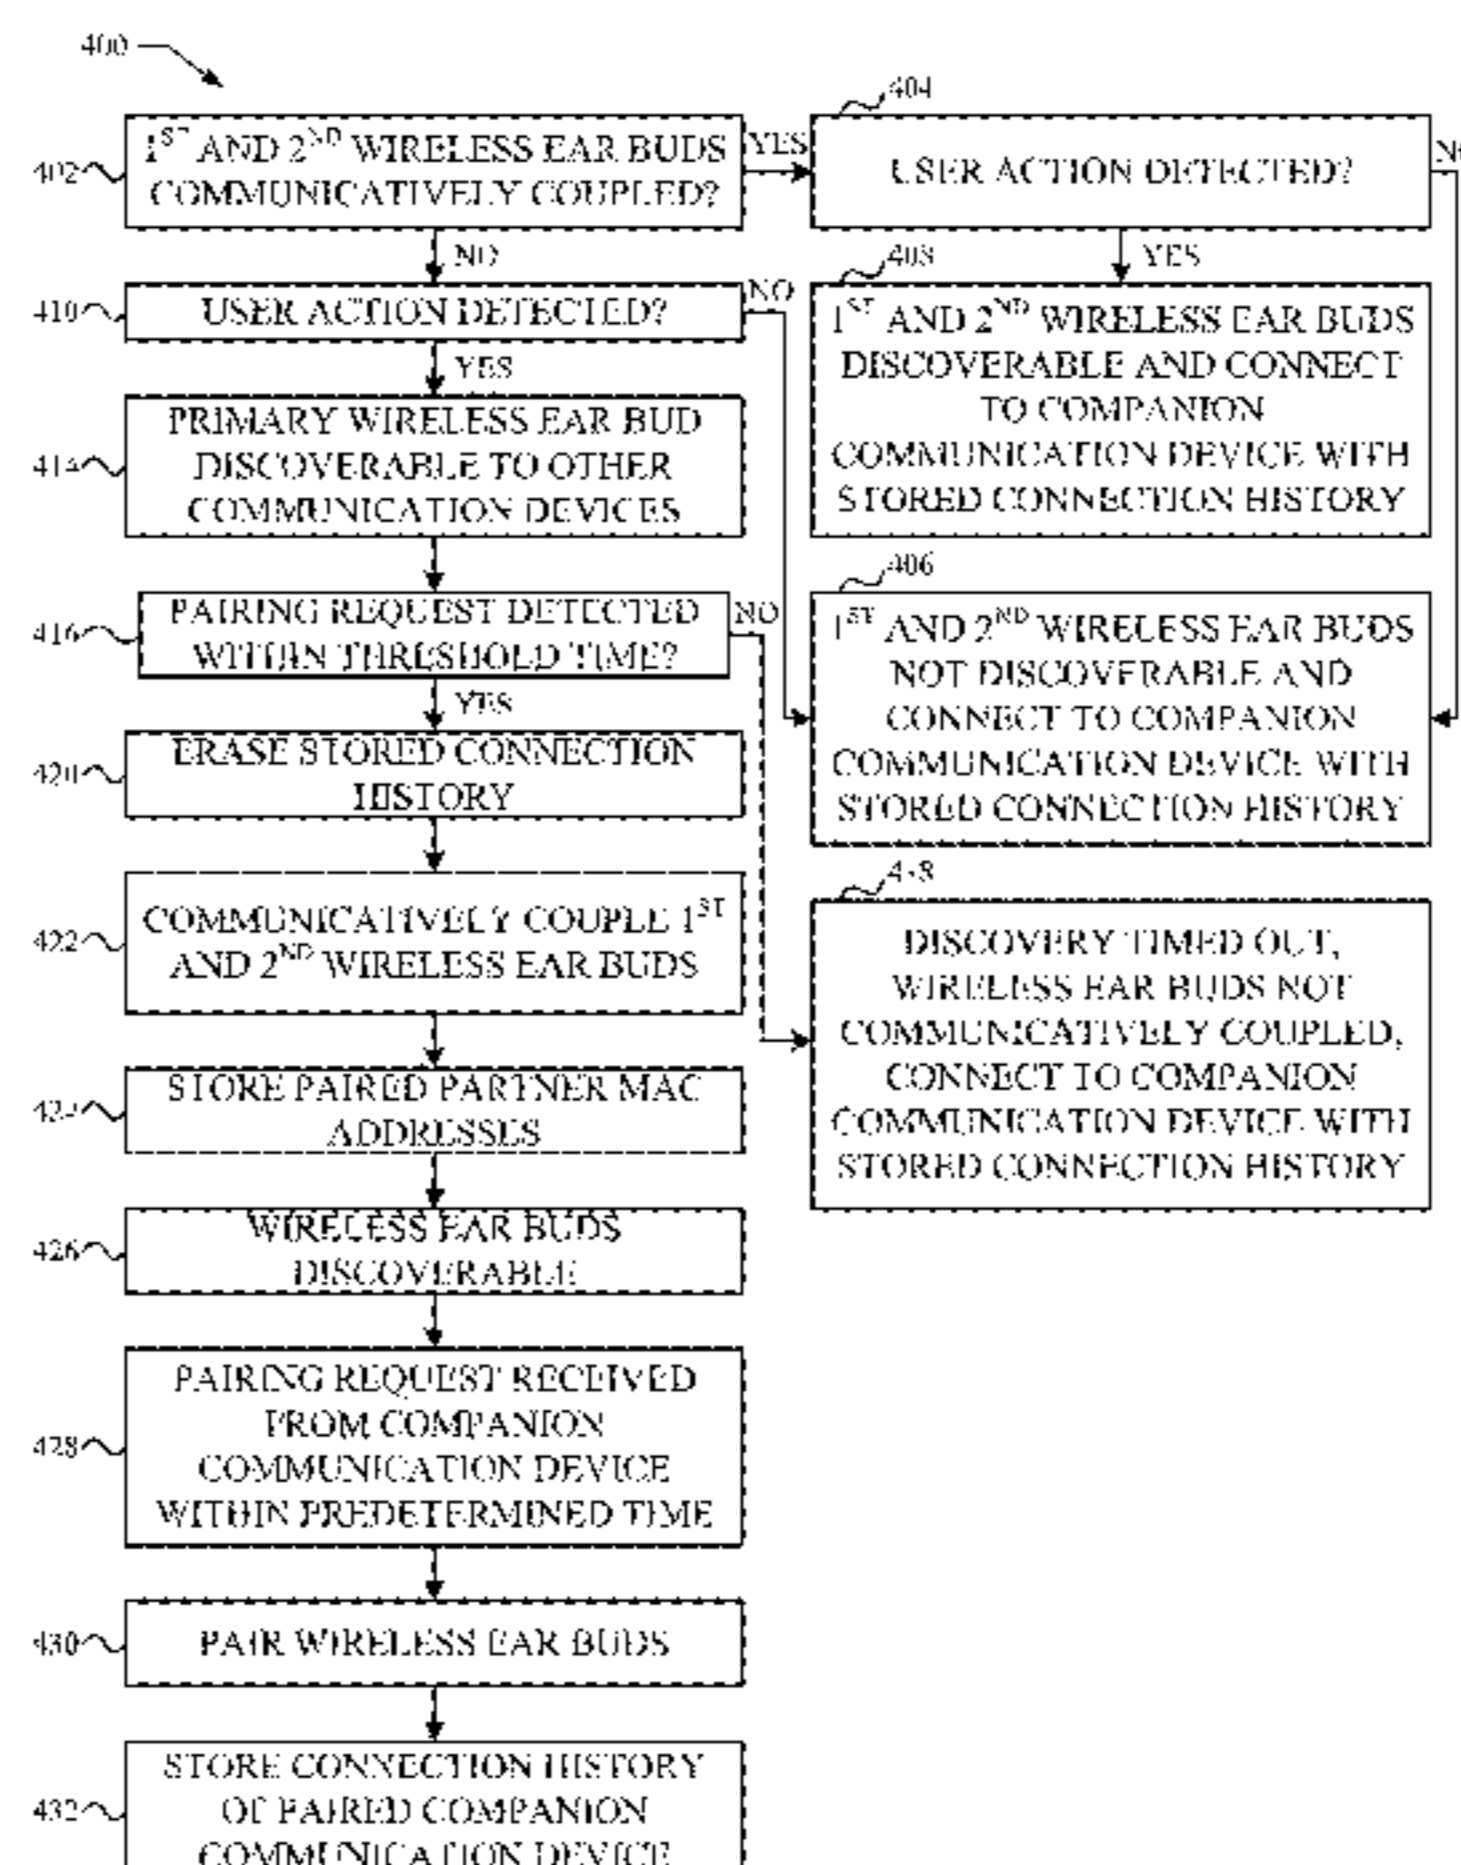 400
404
402
1ST AND 2ND WIRELESS EAR BUDS
COMMUNICATIVELY COUPLED?
YES
USER ACTION DETECTED?
NO
408
YES
410
USER ACTION DETECTED?
NO
1ST AND 2ND WIRELESS EAR BUDS
DISCOVERABLE AND CONNECT
TO COMPANION
COMMUNICATION DEVICE WITH
STORED CONNECTION HISTORY
YES
414
PRIMARY WIRELESS EAR BUD
DISCOVERABLE TO OTHER
COMMUNICATION DEVICES
406
416
PAIRING REQUEST DETECTED
WITHIN THRESHOLD TIME?
NO
1ST AND 2ND WIRELESS EAR BUDS
NOT DISCOVERABLE AND
CONNECT TO COMPANION
COMMUNICATION DEVICE WITH
STORED CONNECTION HISTORY
YES
420
ERASE STORED CONNECTION
HISTORY
422
COMMUNICATIVELY COUPLE 1ST
AND 2ND WIRELESS EAR BUDS
DISCOVERY TIMED OUT,
WIRELESS EAR BUDS NOT
COMMUNICATIVELY COUPLED,
CONNECT TO COMPANION
COMMUNICATION DEVICE WITH
STORED CONNECTION HISTORY
STORE PAIRED PARTNER MAC
ADDRESSES
426
WIRELESS EAR BUDS
DISCOVERABLE
428
PAIRING REQUEST RECEIVED
FROM COMPANION
COMMUNICATION DEVICE
WITHIN PREDETERMINED TIME
430
PAIR WIRELESS EAR BUDS
432
STORE CONNECTION HISTORY
OF PAIRED COMPANION
COMMUNICATION DEVICE